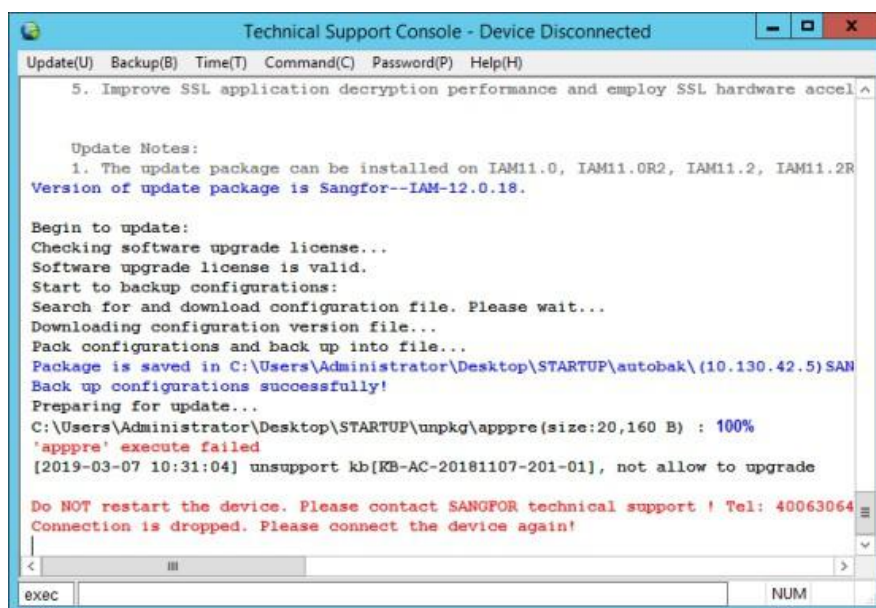 Technical Support Console - Device Disconnected
Update(U) Backup(B) Time(T) Command(C) Password(P) Help(H)
5. Improve SSL application decryption performance and employ SSL hardware accel
Update Notes:
1. The update package can be installed on IAM11.0, IAM11.0R2, IAM11.2, IAM11.2R
Version of update package is Sangfor--IAM-12.0.18.
Begin to update:
Checking software upgrade license...
Software upgrade license is valid.
Start to backup configurations:
Search for and download configuration file. Please wait...
Downloading configuration version file...
Pack configurations and back up into file...
Package is saved in C:\Users\Administrator\Desktop\STARTUP\autobak\(10.130.42.5)SAN
Back up configurations successfully!
Preparing for update...
C:\Users\Administrator\Desktop\STARTUP\unpkg\apppre(size:20,160 B) : 100%
'apppre' execute failed
[2019-03-07 10:31:04] unsupport kb[KB-AC-20181107-201-01], not allow to upgrade
Do NOT restart the device. Please contact SANGFOR technical support ! Tel: 40063064
Connection is dropped. Please connect the device again!
exec NUM